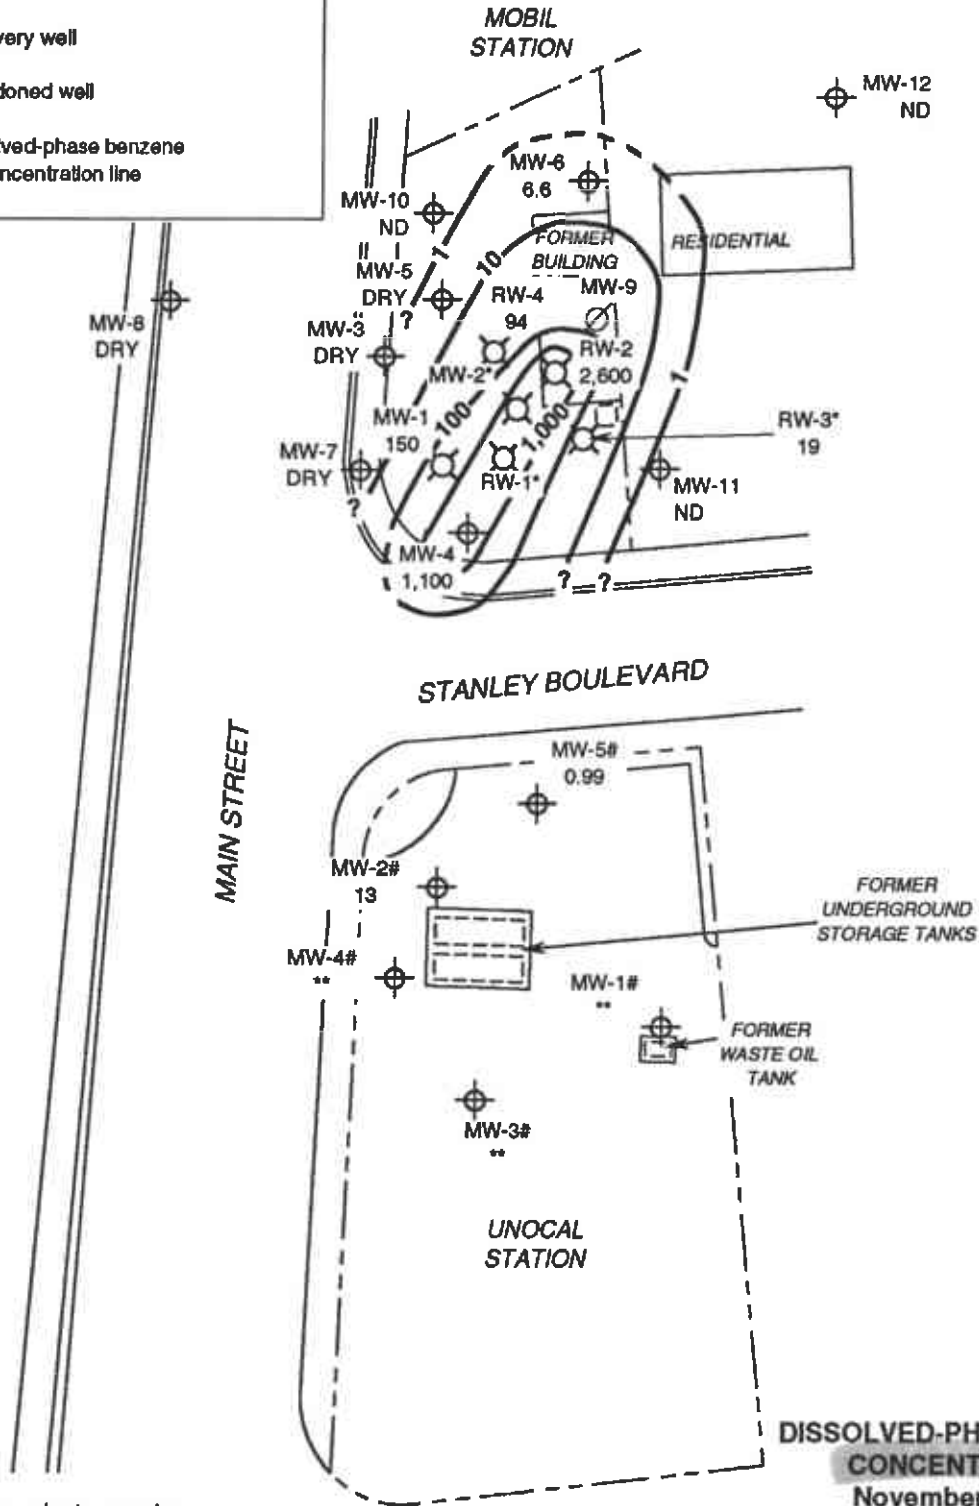 very well
doned well
lved-phase benzene
ncentration line
MOBIL
STATION
MW-12
ND
MW-6
6.6
MW-10
ND
1
10
FORMER
BUILDING
RESIDENTIAL
MW-5
DRY
?
RW-4
94
MW-9
MW-8
DRY
MW-3
DRY
MW-2*
RW-2
2,600
1
MW-1
150
100
1,000
RW-3*
19
MW-7
DRY
RW-1*
MW-11
ND
?
MW-4
1,100
?
?
STANLEY BOULEVARD
MAIN STREET
MW-5#
0.99
MW-2#
13
FORMER
UNDERGROUND
STORAGE TANKS
MW-4#
**
MW-1#
**
FORMER
WASTE OIL
TANK
MW-3#
**
UNOCAL
STATION
DISSOLVED-PH
CONCENT
November